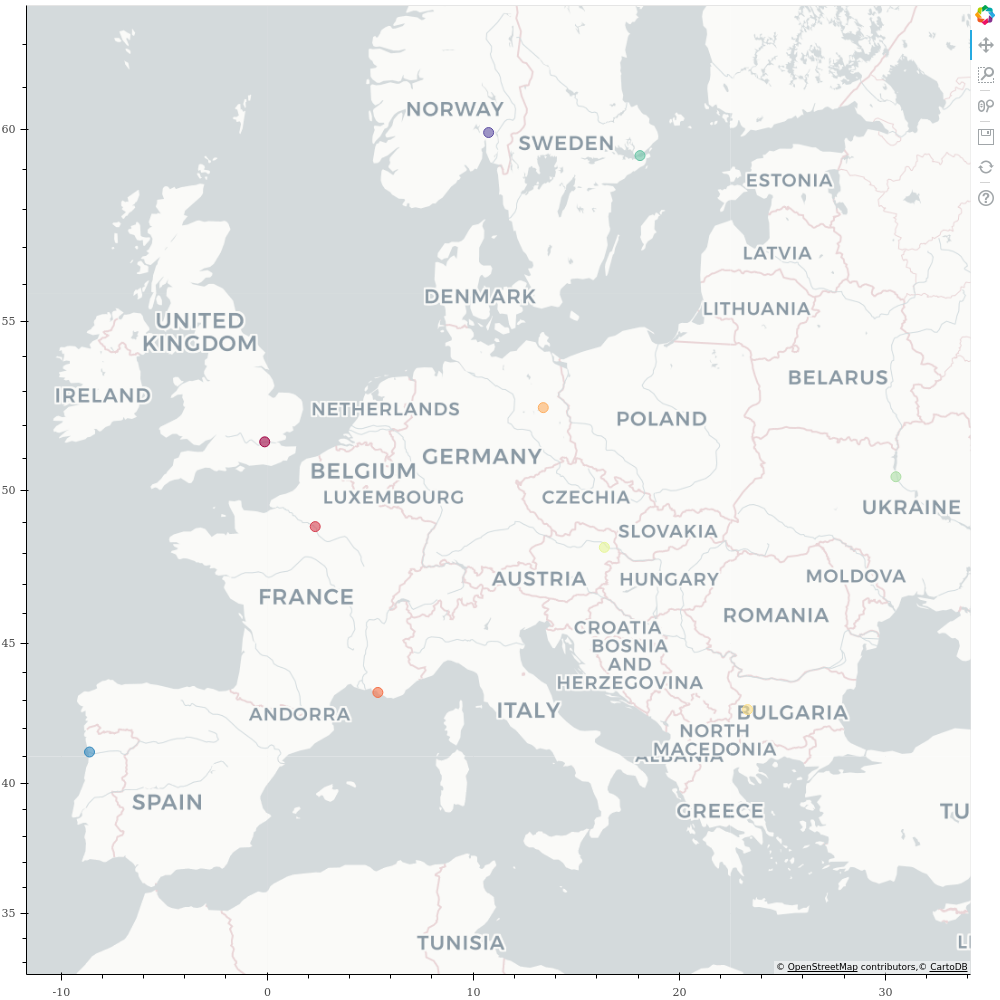 NORWAY
60
SWEDEN
ESTONIA
LATVIA
DENMARK
LITHUANIA
55
UNITED
KINGDOM
BELARUS
IRELAND
NETHERLANDS
POLAND
GERMANY
BELGIUM
50
LUXEMBOURG
CZECHIA
UKRAINE
SLOVAKIA
AUSTRIA
HUNGARY
MOLDOVA
FRANCE
ROMANIA
CROATIA
45
BOSNIA
AND
HERZEGOVINA
ITALY
ANDORRA
BULGARIA
NORTH
MACEDONIA
ALBANIA
40
SPAIN
GREECE
TU
35
TUNISIA
LI
© OpenStreetMap contributors,© CartoDB
-10 0 10 20 30